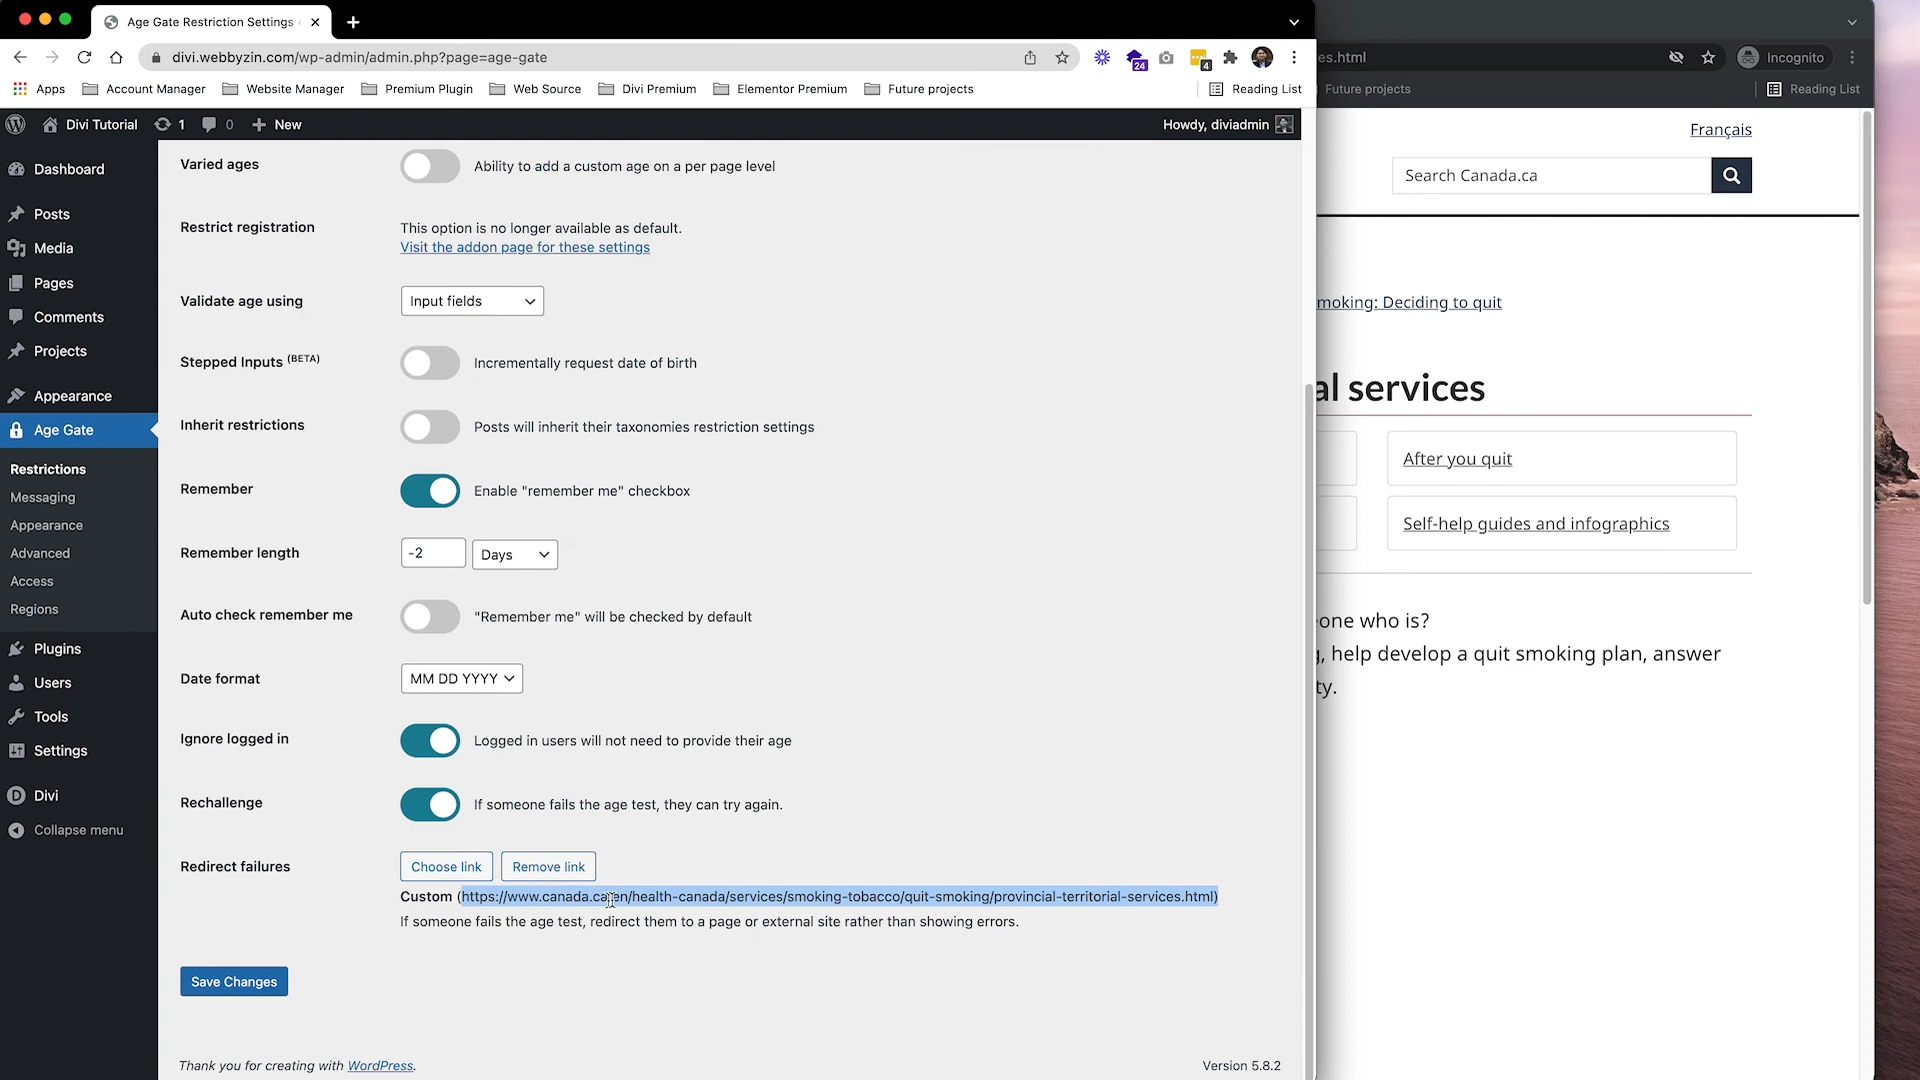 Age Gate Restriction Settings
divi.webbyzin.com/wp-admin/admin.php?page=age-gate
24
4
es.html
Incognito
Apps
Account Manager
Website Manager
Premium Plugin
Web Source
Divi Premium
Elementor Premium
Future projects
Reading List
Future projects
Reading List
Divi Tutorial
1
0
New
Howdy, diviadmin
Dashboard
Posts
Media
Pages
Comments
Projects
Appearance
Age Gate
Restrictions
Messaging
Appearance
Advanced
Access
Regions
Plugins
Users
Tools
Settings
Divi
Collapse menu
Varied ages
Ability to add a custom age on a per page level
Restrict registration
This option is no longer available as default.
Visit the addon page for these settings
Validate age using
Input fields
Stepped Inputs (BETA)
Incrementally request date of birth
Inherit restrictions
Posts will inherit their taxonomies restriction settings
Remember
Enable "remember me" checkbox
Remember length
-2
Days
Auto check remember me
"Remember me" will be checked by default
Date format
MM DD YYYY
Ignore logged in
Logged in users will not need to provide their age
Rechallenge
If someone fails the age test, they can try again.
Redirect failures
Choose link
Remove link
Custom (https://www.canada.ca/en/health-canada/services/smoking-tobacco/quit-smoking/provincial-territorial-services.html)
If someone fails the age test, redirect them to a page or external site rather than showing errors.
Save Changes
Thank you for creating with WordPress.
Version 5.8.2
Français
Search Canada.ca
moking: Deciding to quit
al services
After you quit
Self-help guides and infographics
one who is?
, help develop a quit smoking plan, answer
ty.